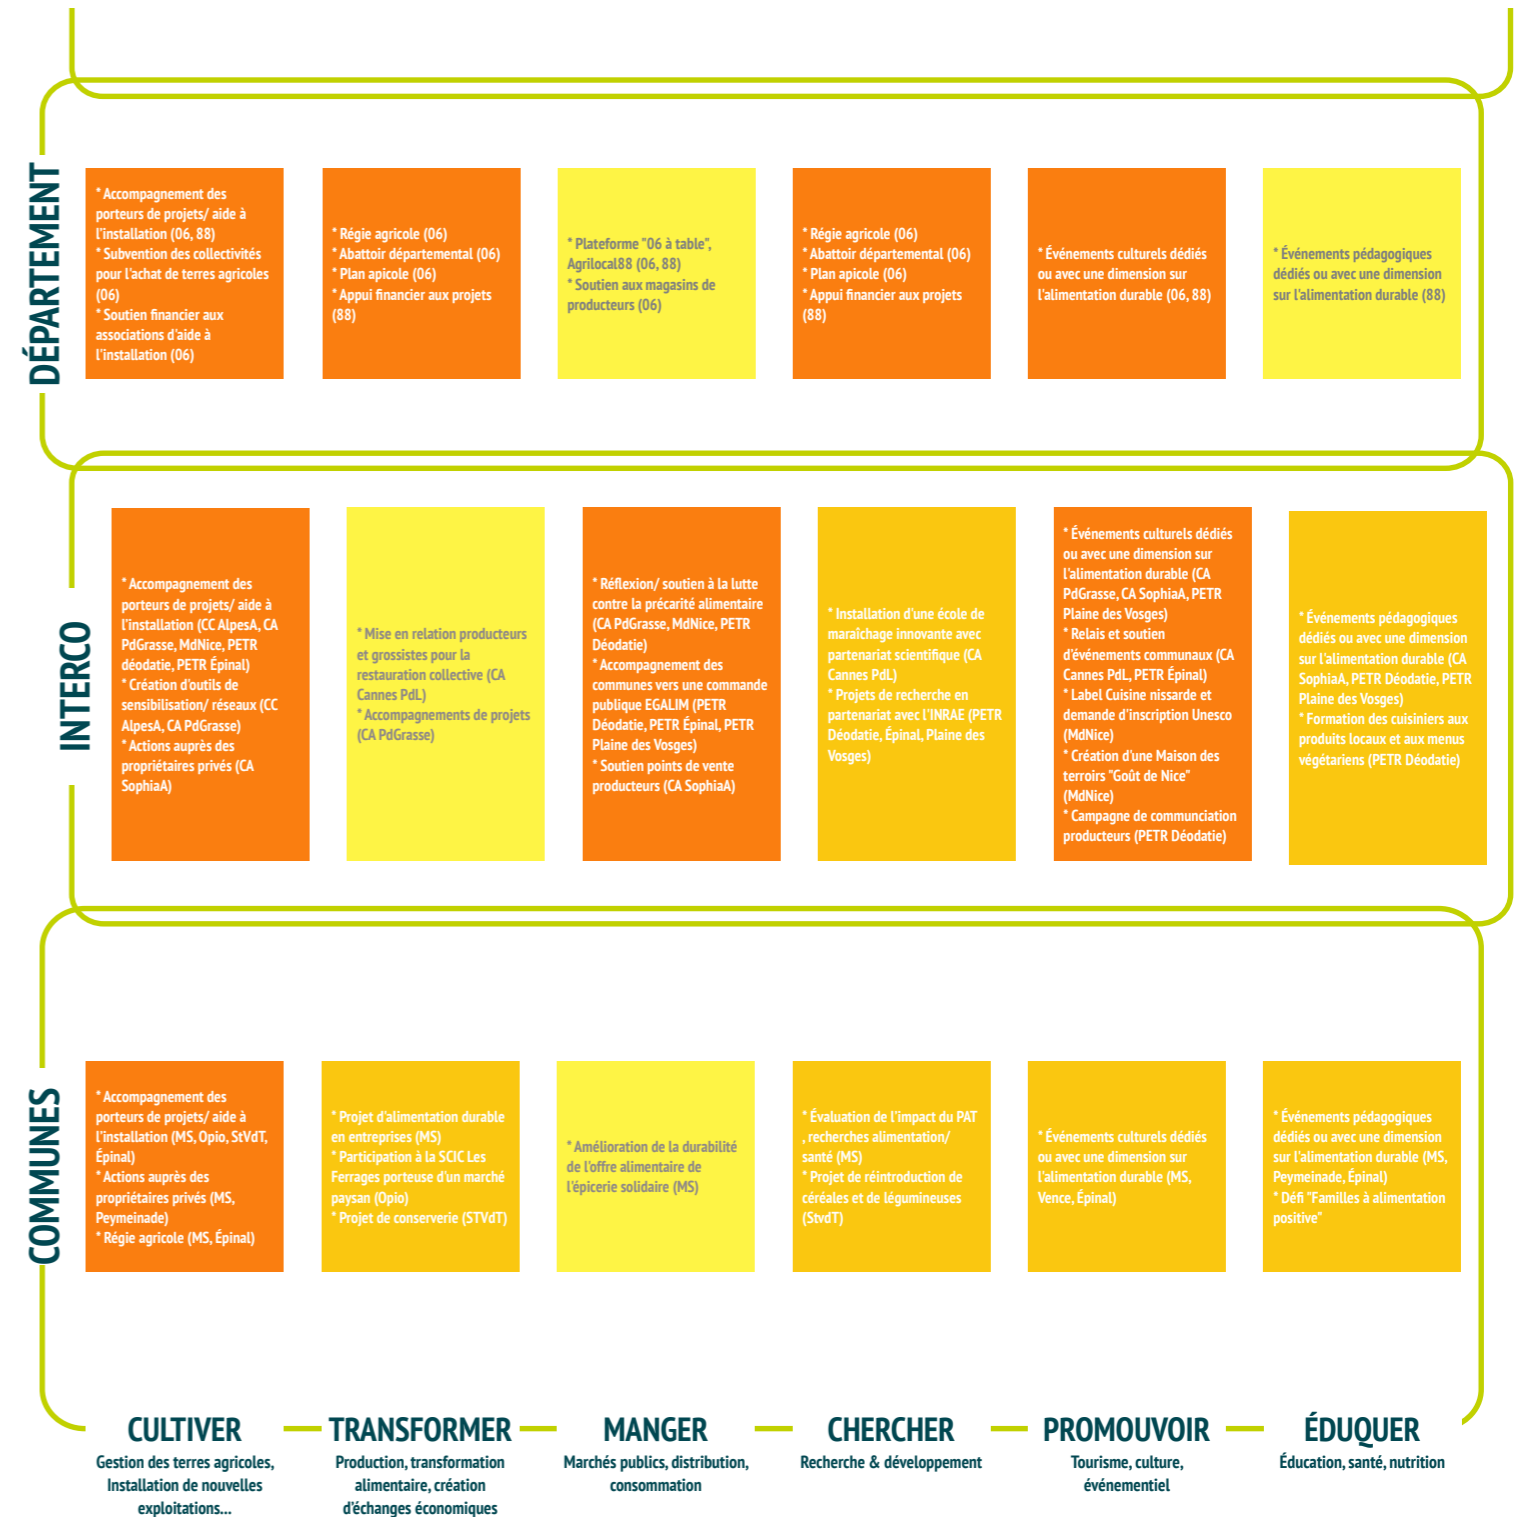 DÉPARTEMENT
* Accompagnement des
porteurs de projets/ aide à
l'installation (06, 88)
* Subvention des collectivités
pour l'achat de terres agricoles
(06)
* Soutien financier aux
associations d'aide à
l'installation (06)
* Régie agricole (06)
* Abattoir départemental (06)
* Plan apicole (06)
* Appui financier aux projets
(88)
* Plateforme "06 à table",
Agrilocal88 (06, 88)
* Soutien aux magasins de
producteurs (06)
* Régie agricole (06)
* Abattoir départemental (06)
* Plan apicole (06)
* Appui financier aux projets
(88)
* Événements culturels dédiés
ou avec une dimension sur
l'alimentation durable (06, 88)
* Événements pédagogiques
dédiés ou avec une dimension
sur l'alimentation durable (88)
INTERCO
* Accompagnement des
porteurs de projets/ aide à
l'installation (CC AlpesA, CA
PdGrasse, MdNice, PETR
déodatie, PETR Épinal)
* Création d'outils de
sensibilisation/ réseaux (CC
AlpesA, CA PdGrasse)
* Actions auprès des
propriétaires privés (CA
SophiaA)
* Mise en relation producteurs
et grossistes pour la
restauration collective (CA
Cannes PdL)
* Accompagnements de projets
(CA PdGrasse)
* Réflexion/ soutien à la lutte
contre la précarité alimentaire
(CA PdGrasse, MdNice, PETR
Déodatie)
* Accompagnement des
communes vers une commande
publique EGALIM (PETR
Déodatie, PETR Épinal, PETR
Plaine des Vosges)
* Soutien points de vente
producteurs (CA SophiaA)
* Installation d'une école de
maraîchage innovante avec
partenariat scientifique (CA
Cannes PdL)
* Projets de recherche en
partenariat avec l'INRAE (PETR
Déodatie, Épinal, Plaine des
Vosges)
* Événements culturels dédiés
ou avec une dimension sur
l'alimentation durable (CA
PdGrasse, CA SophiaA, PETR
Plaine des Vosges)
* Relais et soutien
d'événements communaux (CA
Cannes PdL, PETR Épinal)
* Label Cuisine nissarde et
demande d'inscription Unesco
(MdNice)
* Création d'une Maison des
terroirs "Goût de Nice"
(MdNice)
* Campagne de communciation
producteurs (PETR Déodatie)
* Événements pédagogiques
dédiés ou avec une dimension
sur l'alimentation durable (CA
SophiaA, PETR Déodatie, PETR
Plaine des Vosges)
* Formation des cuisiniers aux
produits locaux et aux menus
végétariens (PETR Déodatie)
COMMUNES
* Accompagnement des
porteurs de projets/ aide à
l'installation (MS, Opio, StVdT,
Épinal)
* Actions auprès des
propriétaires privés (MS,
Peymeinade)
* Régie agricole (MS, Épinal)
* Projet d'alimentation durable
en entreprises (MS)
* Participation à la SCIC Les
Ferrages porteuse d'un marché
paysan (Opio)
* Projet de conserverie (STVdT)
* Amélioration de la durabilité
de l'offre alimentaire de
l'épicerie solidaire (MS)
* Évaluation de l'impact du PAT
, recherches alimentation/
santé (MS)
* Projet de réintroduction de
céréales et de légumineuses
(StvdT)
* Événements culturels dédiés
ou avec une dimension sur
l'alimentation durable (MS,
Vence, Épinal)
* Événements pédagogiques
dédiés ou avec une dimension
sur l'alimentation durable (MS,
Peymeinade, Épinal)
* Défi "Familles à alimentation
positive"
CULTIVER
Gestion des terres agricoles,
Installation de nouvelles
exploitations...
TRANSFORMER
Production, transformation
alimentaire, création
d'échanges économiques
MANGER
Marchés publics, distribution,
consommation
CHERCHER
Recherche & développement
PROMOUVOIR
Tourisme, culture,
événementiel
ÉDUQUER
Éducation, santé, nutrition